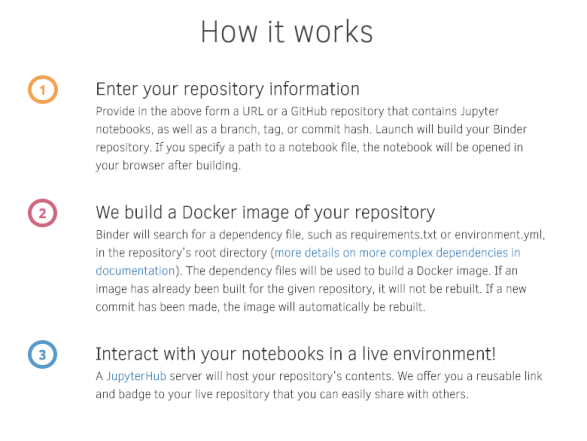 How it works
1
Enter your repository information
Provide in the above form a URL or a GitHub repository that contains Jupyter
notebooks, as well as a branch, tag, or commit hash. Launch will build your Binder
repository. If you specify a path to a notebook file, the notebook will be opened in
your browser after building.
2
We build a Docker image of your repository
Binder will search for a dependency file, such as requirements.txt or environment.yml,
in the repository's root directory (more details on more complex dependencies in
documentation). The dependency files will be used to build a Docker image. If an
image has already been built for the given repository, it will not be rebuilt. If a new
commit has been made, the image will automatically be rebuilt.
3
Interact with your notebooks in a live environment!
A JupyterHub server will host your repository's contents. We offer you a reusable link
and badge to your live repository that you can easily share with others.